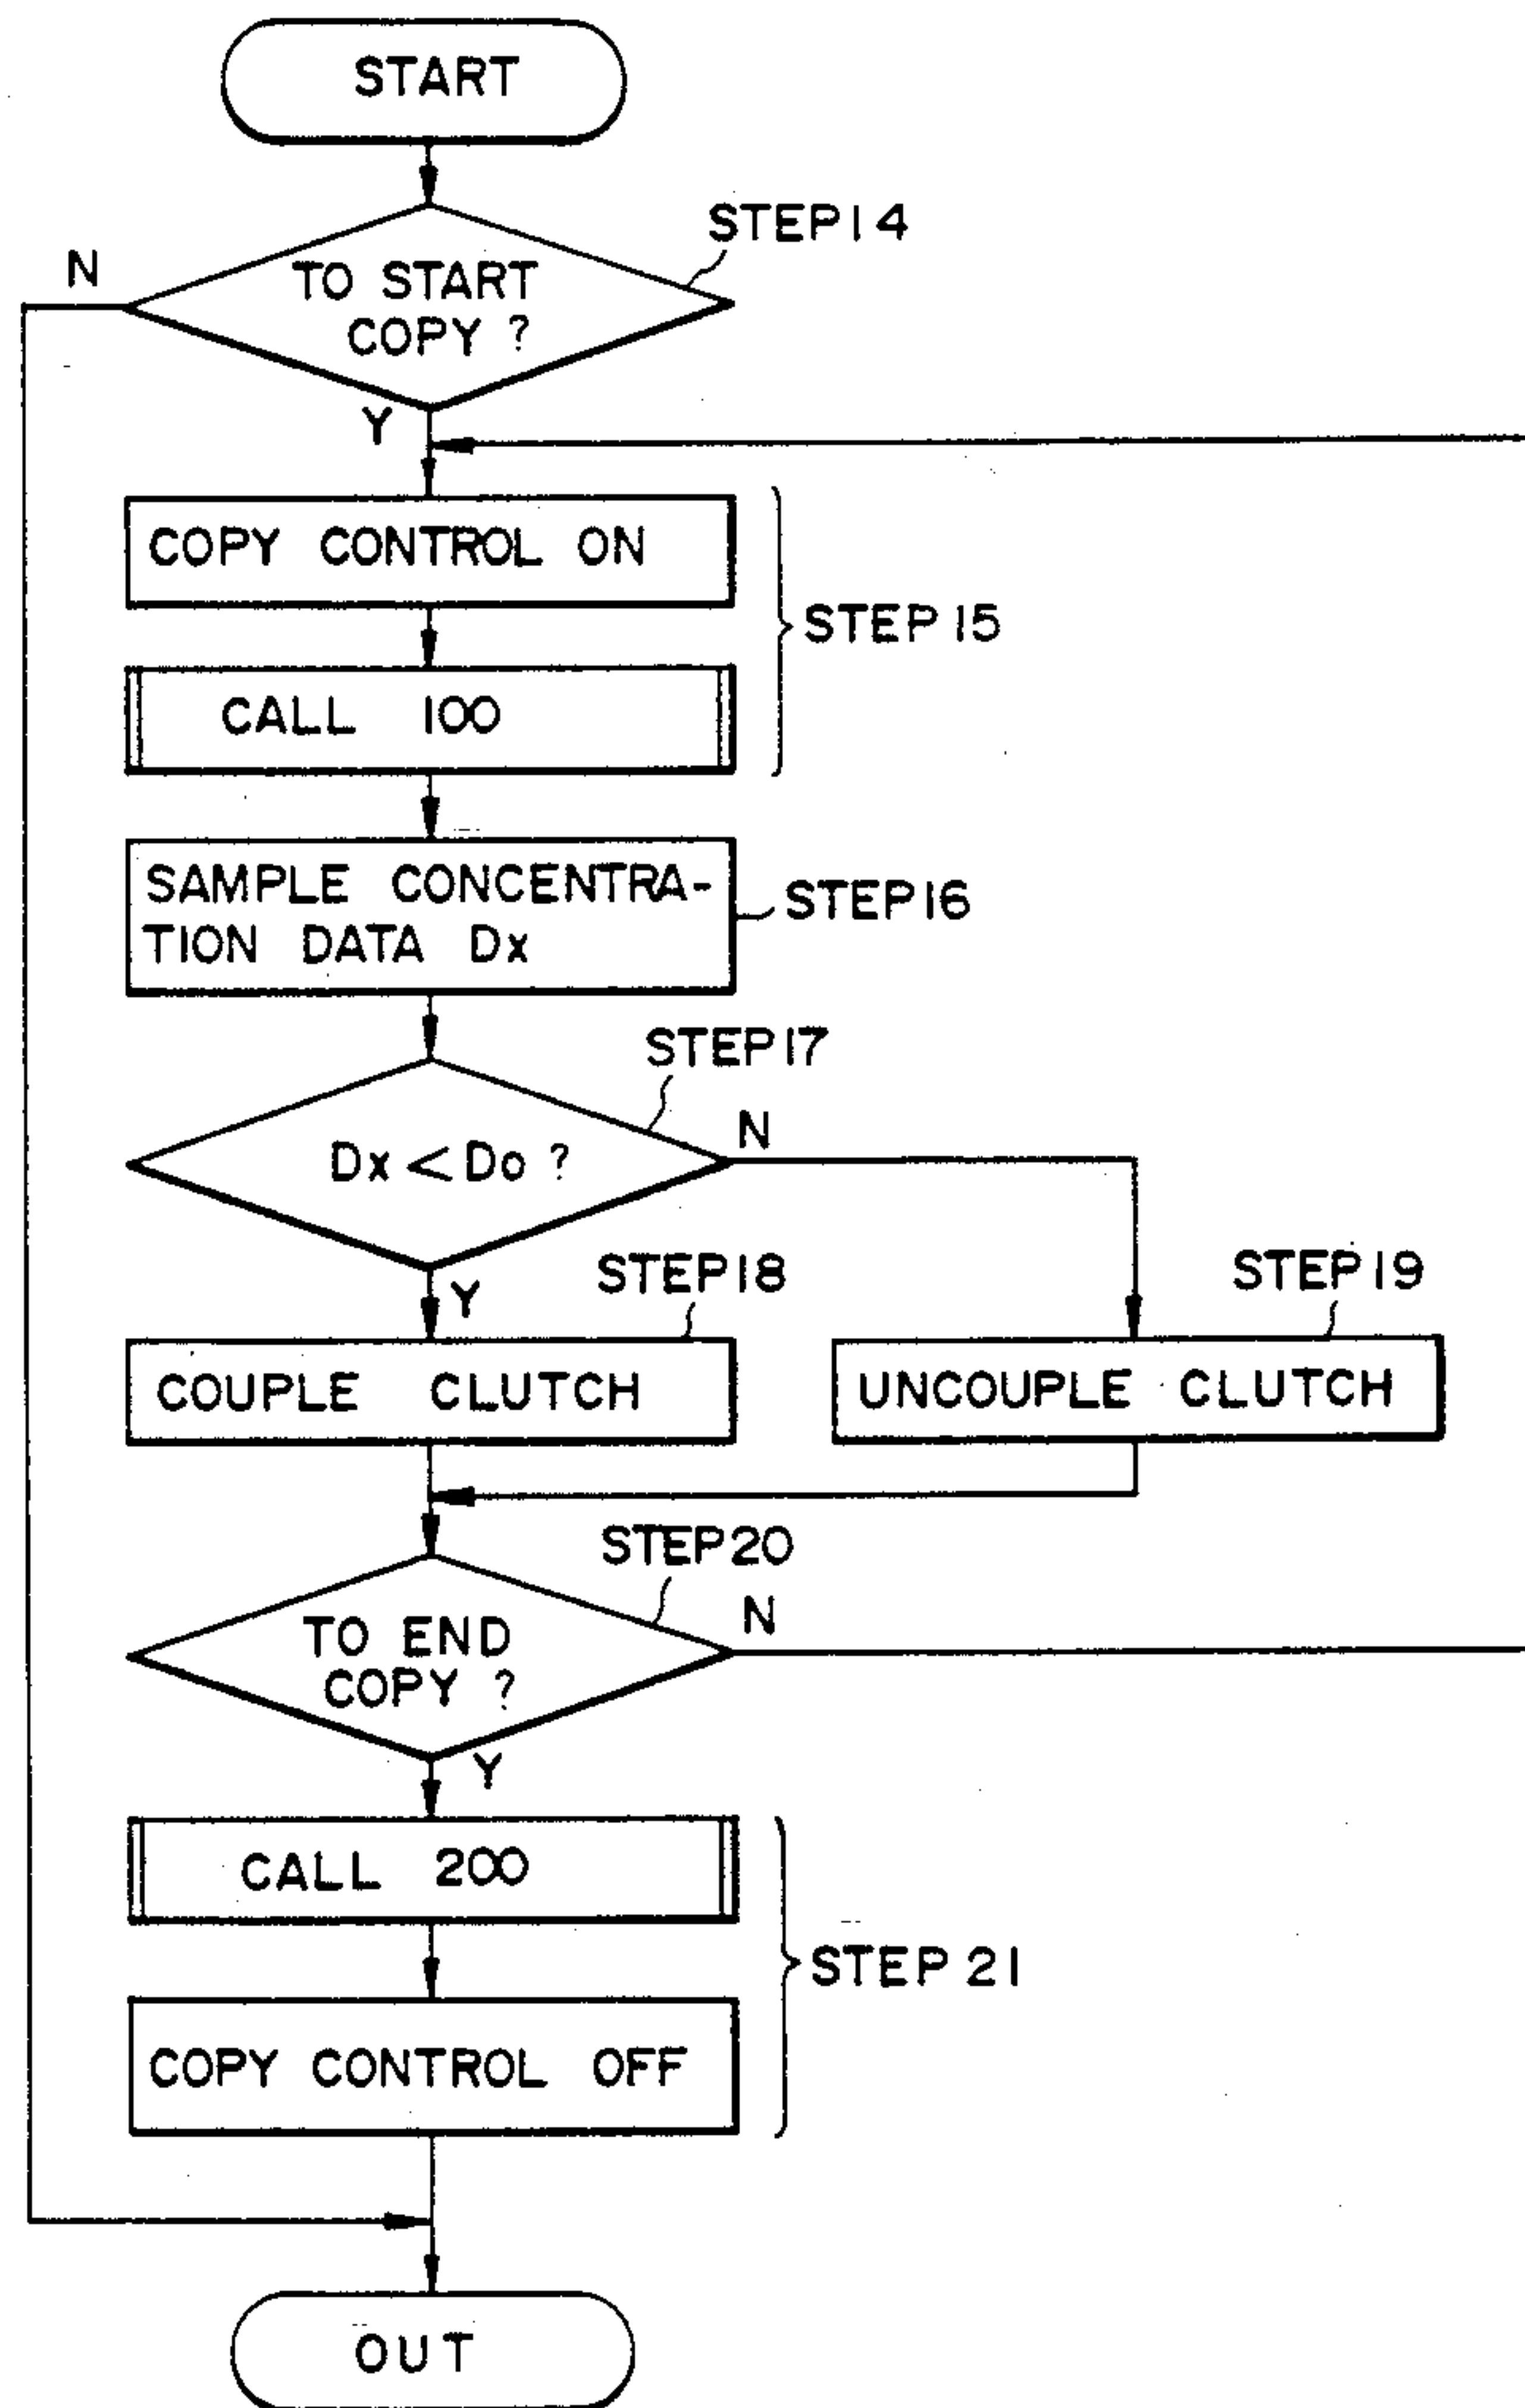 START
STEP14
N
TO START
COPY ?
Y
COPY CONTROL ON
STEP 15
CALL 100
SAMPLE CONCENTRA-
TION DATA Dx
STEP16
STEP17
N
Dx < Do ?
Y
STEP18
STEP19
COUPLE CLUTCH
UNCOUPLE CLUTCH
STEP20
N
TO END
COPY ?
Y
CALL 200
STEP 21
COPY CONTROL OFF
OUT